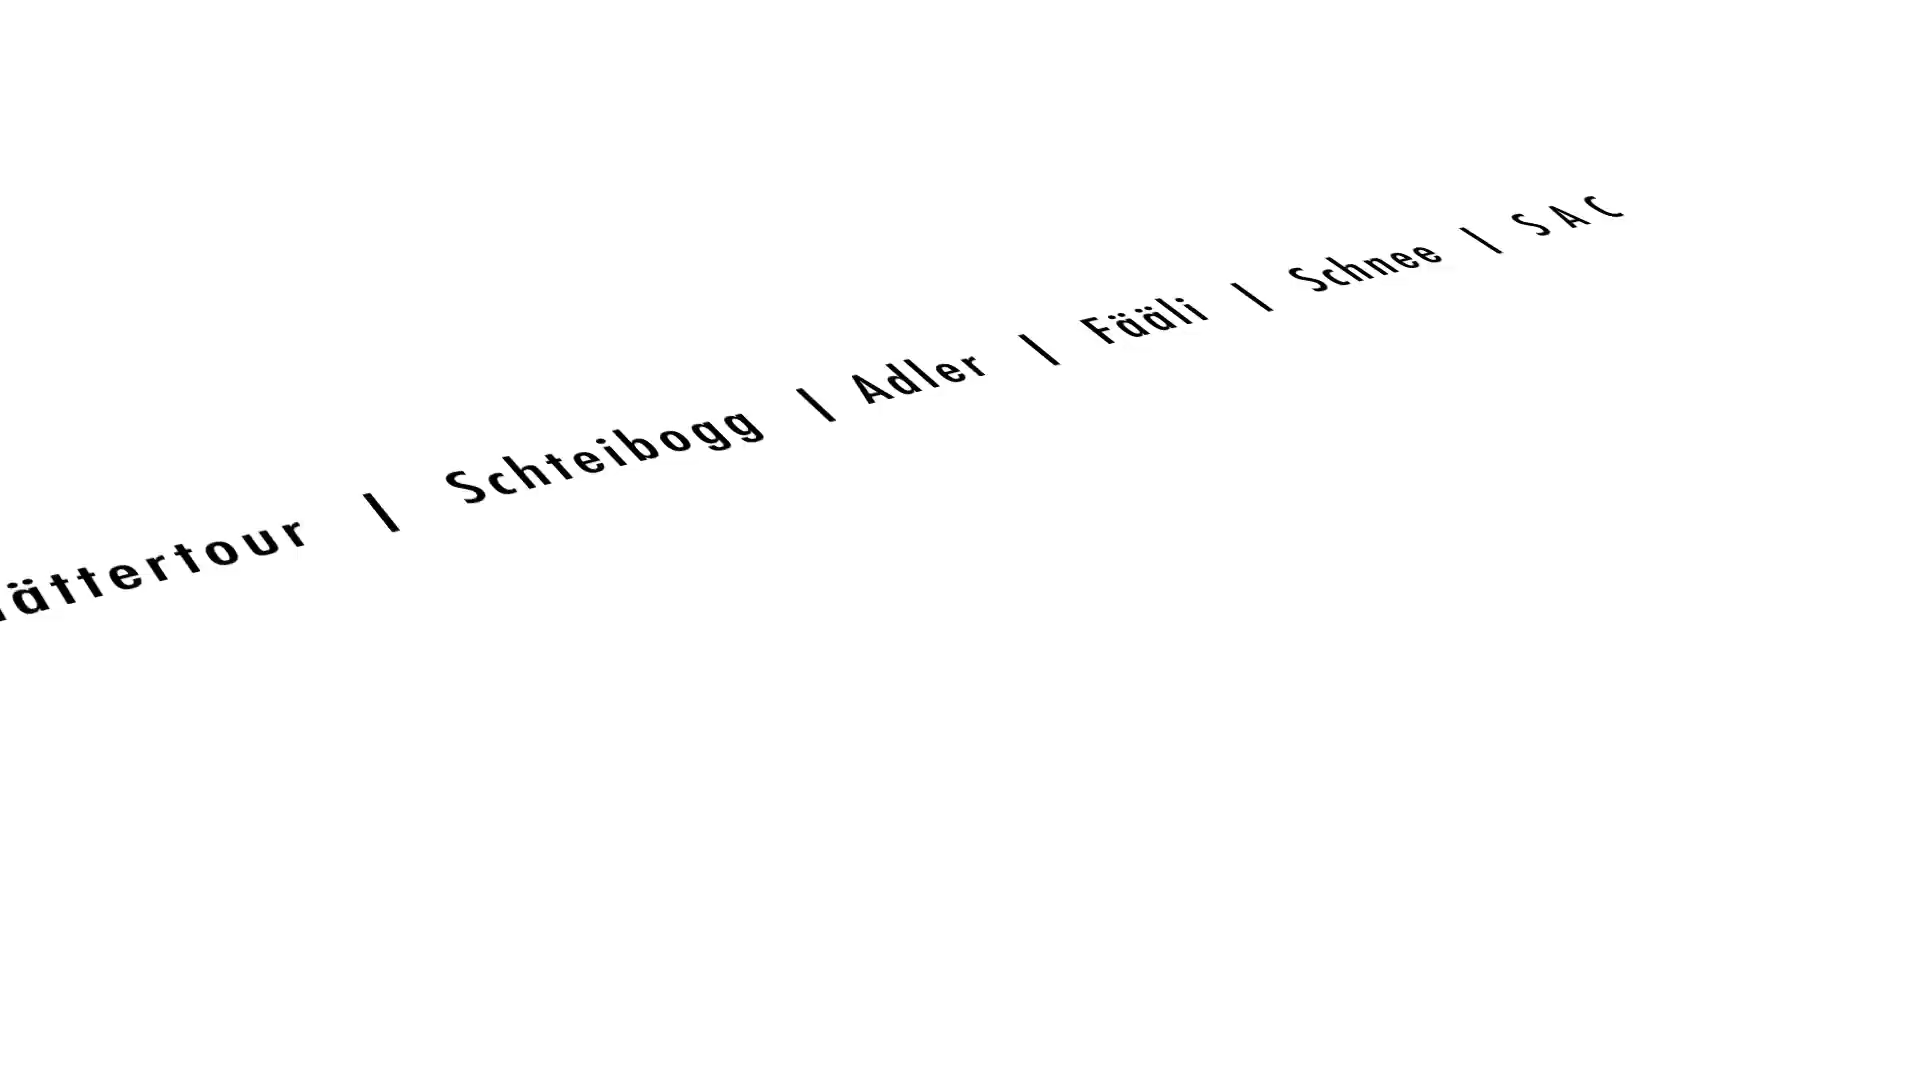 ättertour | Schteibogg | Adler | Fääli | Schnee | SAC